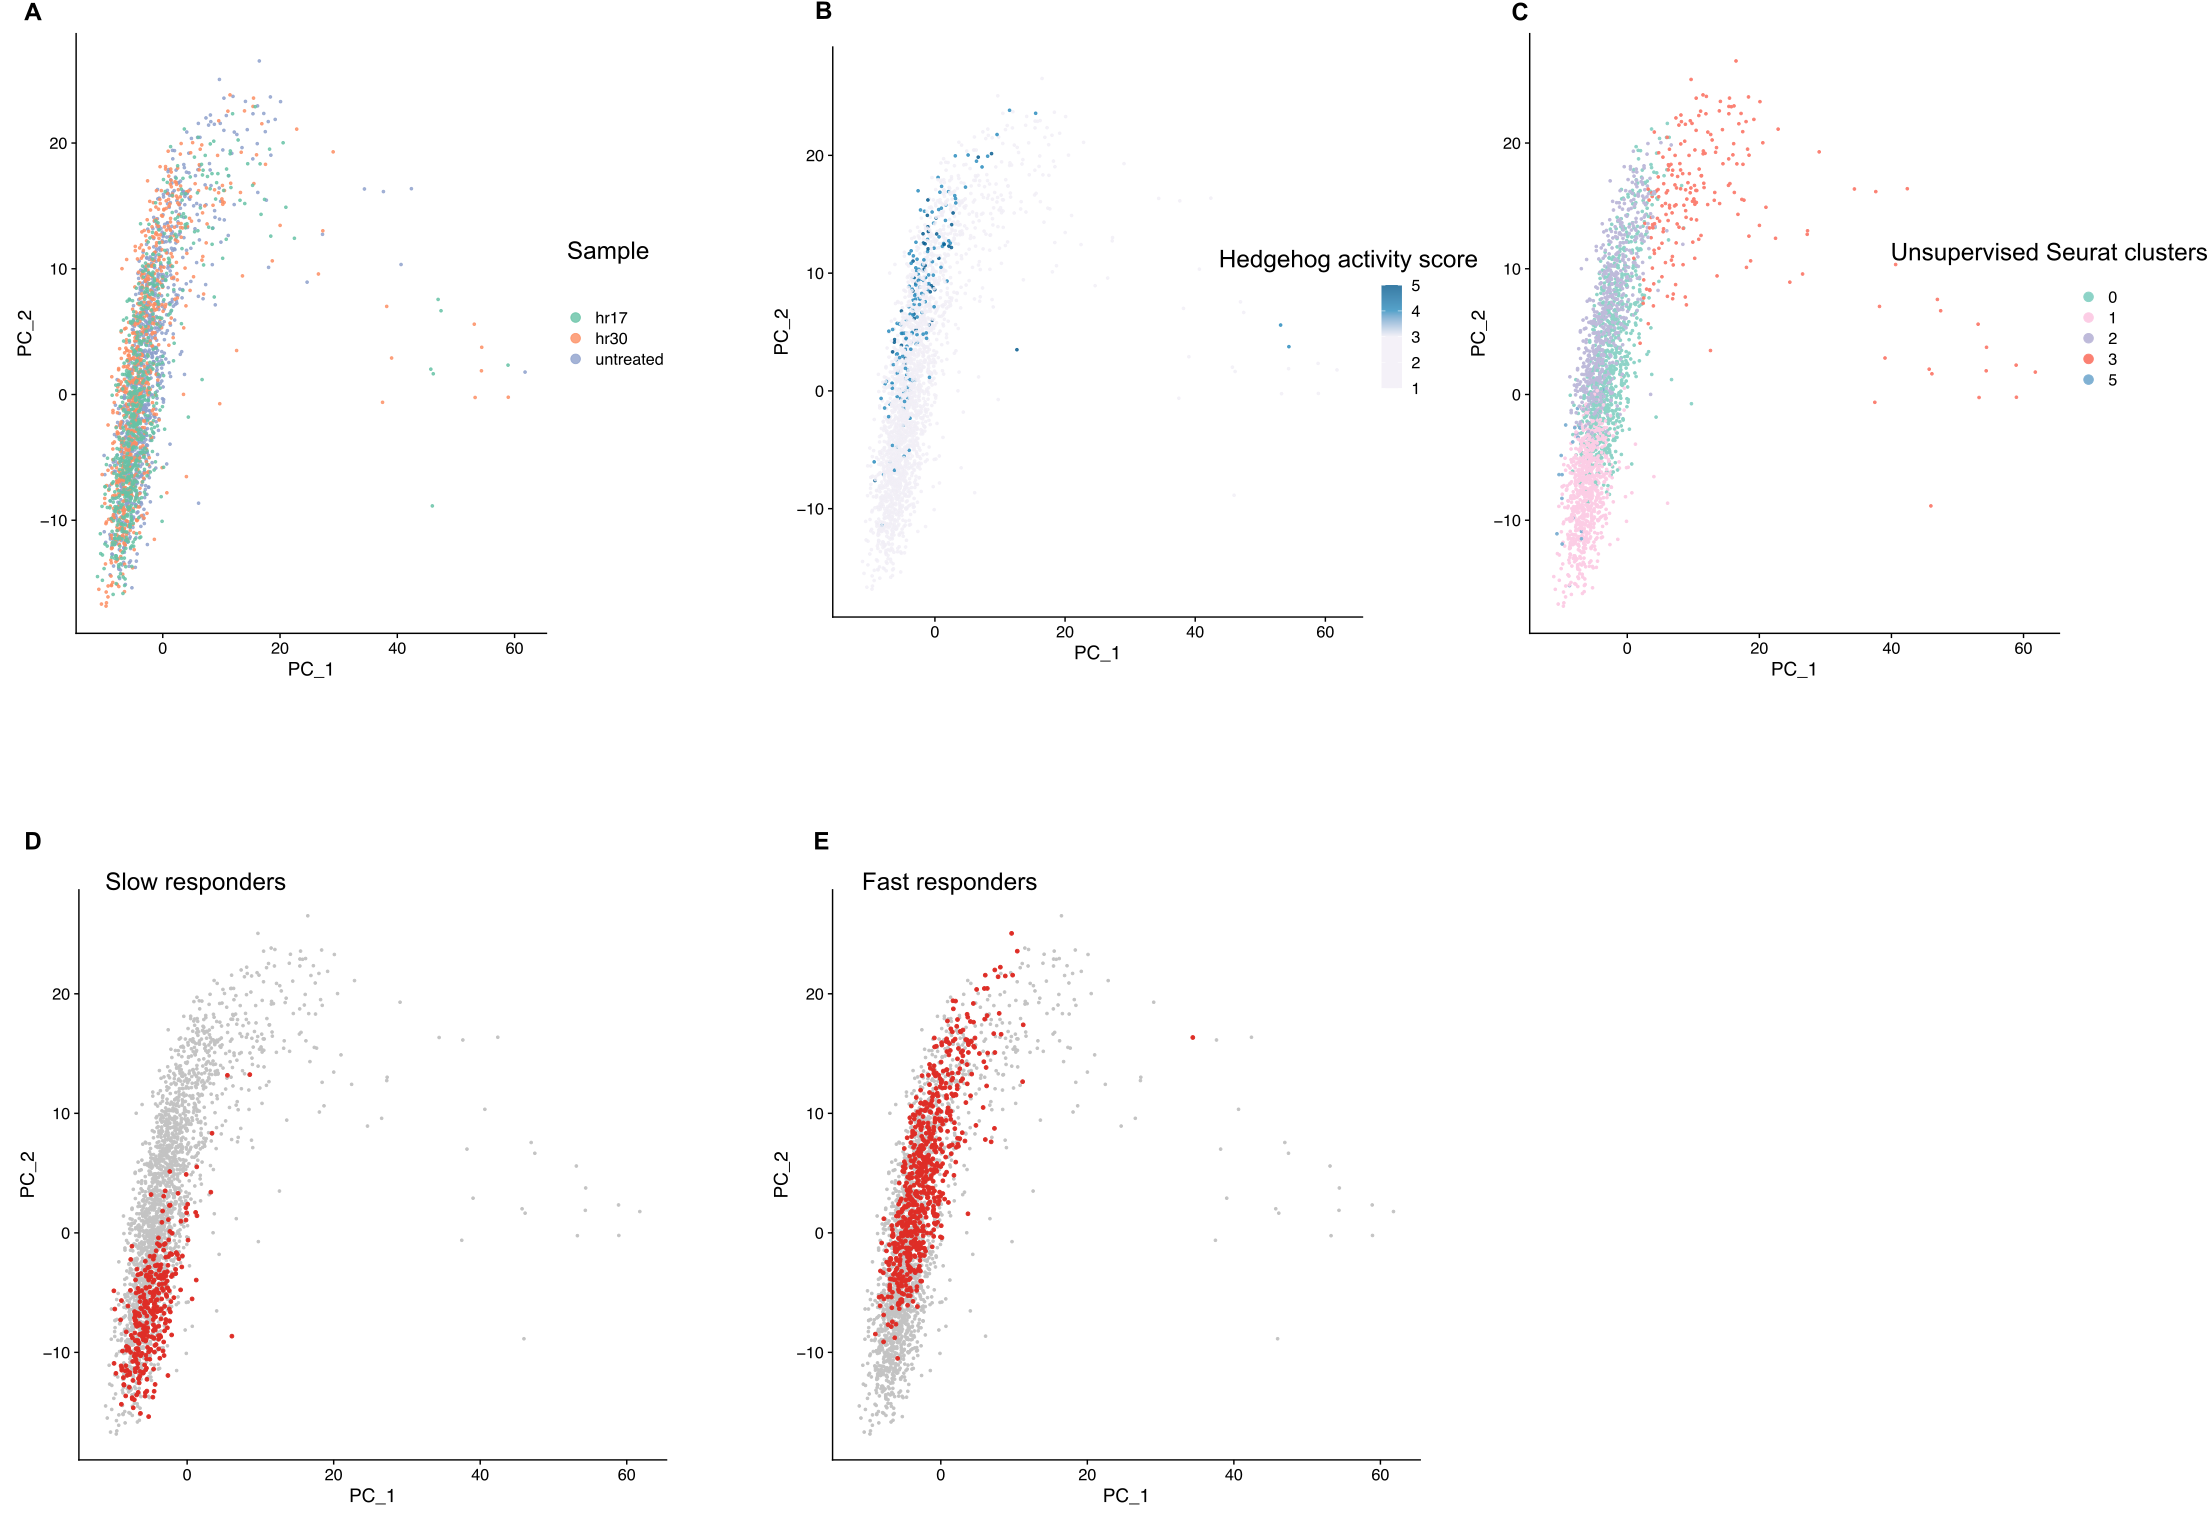 A
PC_2
20
10
0
−10
0 20 40 60
PC_1
Sample
hr17
hr30
untreated
B
PC_2
20
10
0
−10
0 20 40 60
PC_1
Hedgehog activity score
5
4
3
2
1
C
PC_2
20
10
0
−10
0 20 40 60
PC_1
Unsupervised Seurat clusters
0
1
2
3
5
D
Slow responders
PC_2
20
10
0
−10
0 20 40 60
PC_1
E
Fast responders
PC_2
20
10
0
−10
0 20 40 60
PC_1